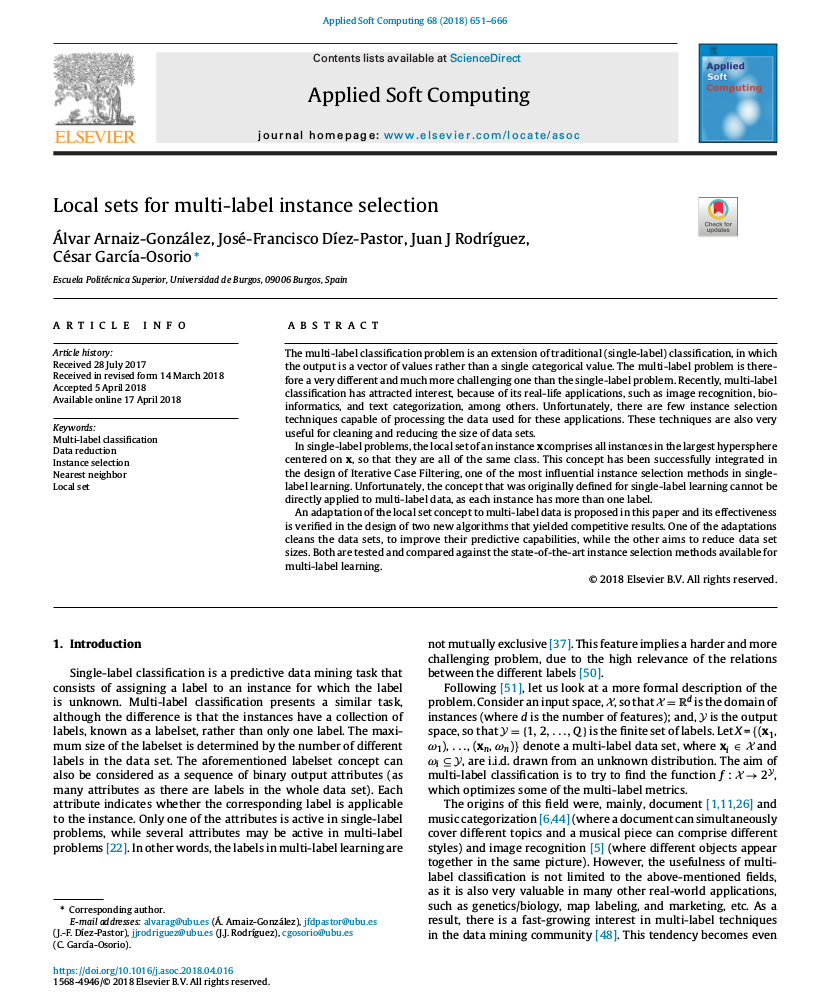 Applied Soft Computing 68 (2018) 651–666
Contents lists available at ScienceDirect
Applied Soft Computing
journal homepage: www.elsevier.com/locate/asoc
ELSEVIER
Applied
Soft
Computing
Local sets for multi-label instance selection
Check for
updates
Álvar Arnaiz-González, José-Francisco Díez-Pastor, Juan J Rodríguez,
César García-Osorio*
Escuela Politécnica Superior, Universidad de Burgos, 09006 Burgos, Spain
ARTICLE INFO
Article history:
Received 28 July 2017
Received in revised form 14 March 2018
Accepted 5 April 2018
Available online 17 April 2018
Keywords:
Multi-label classification
Data reduction
Instance selection
Nearest neighbor
Local set
ABSTRACT
The multi-label classification problem is an extension of traditional (single-label) classification, in which
the output is a vector of values rather than a single categorical value. The multi-label problem is there-
fore a very different and much more challenging one than the single-label problem. Recently, multi-label
classification has attracted interest, because of its real-life applications, such as image recognition, bio-
informatics, and text categorization, among others. Unfortunately, there are few instance selection
techniques capable of processing the data used for these applications. These techniques are also very
useful for cleaning and reducing the size of data sets.
In single-label problems, the local set of an instance x comprises all instances in the largest hypersphere
centered on x, so that they are all of the same class. This concept has been successfully integrated in
the design of Iterative Case Filtering, one of the most influential instance selection methods in single-
label learning. Unfortunately, the concept that was originally defined for single-label learning cannot be
directly applied to multi-label data, as each instance has more than one label.
An adaptation of the local set concept to multi-label data is proposed in this paper and its effectiveness
is verified in the design of two new algorithms that yielded competitive results. One of the adaptations
cleans the data sets, to improve their predictive capabilities, while the other aims to reduce data set
sizes. Both are tested and compared against the state-of-the-art instance selection methods available for
multi-label learning.
© 2018 Elsevier B.V. All rights reserved.
1. Introduction
Single-label classification is a predictive data mining task that
consists of assigning a label to an instance for which the label
is unknown. Multi-label classification presents a similar task,
although the difference is that the instances have a collection of
labels, known as a labelset, rather than only one label. The maxi-
mum size of the labelset is determined by the number of different
labels in the data set. The aforementioned labelset concept can
also be considered as a sequence of binary output attributes (as
many attributes as there are labels in the whole data set). Each
attribute indicates whether the corresponding label is applicable
to the instance. Only one of the attributes is active in single-label
problems, while several attributes may be active in multi-label
problems [22]. In other words, the labels in multi-label learning are
not mutually exclusive [37]. This feature implies a harder and more
challenging problem, due to the high relevance of the relations
between the different labels [50].
Following [51], let us look at a more formal description of the
problem. Consider an input space, 𝒳, so that 𝒳 = ℝᵈ is the domain of
instances (where d is the number of features); and, 𝒴 is the output
space, so that 𝒴 = {1, 2, ..., Q} is the finite set of labels. Let X = {(x₁,
ω₁), ..., (xₙ, ωₙ)} denote a multi-label data set, where xᵢ ∈ 𝒳 and
ωᵢ ⊆ 𝒴, are i.i.d. drawn from an unknown distribution. The aim of
multi-label classification is to try to find the function f : 𝒳 → 2^𝒴,
which optimizes some of the multi-label metrics.
The origins of this field were, mainly, document [1,11,26] and
music categorization [6,44] (where a document can simultaneously
cover different topics and a musical piece can comprise different
styles) and image recognition [5] (where different objects appear
together in the same picture). However, the usefulness of multi-
label classification is not limited to the above-mentioned fields,
as it is also very valuable in many other real-world applications,
such as genetics/biology, map labeling, and marketing, etc. As a
result, there is a fast-growing interest in multi-label techniques
in the data mining community [48]. This tendency becomes even
* Corresponding author.
E-mail addresses: alvarag@ubu.es (Á. Arnaiz-González), jfdpastor@ubu.es
(J.-F. Díez-Pastor), jjrodriguez@ubu.es (J.J. Rodríguez), cgosorio@ubu.es
(C. García-Osorio).
https://doi.org/10.1016/j.asoc.2018.04.016
1568-4946/© 2018 Elsevier B.V. All rights reserved.